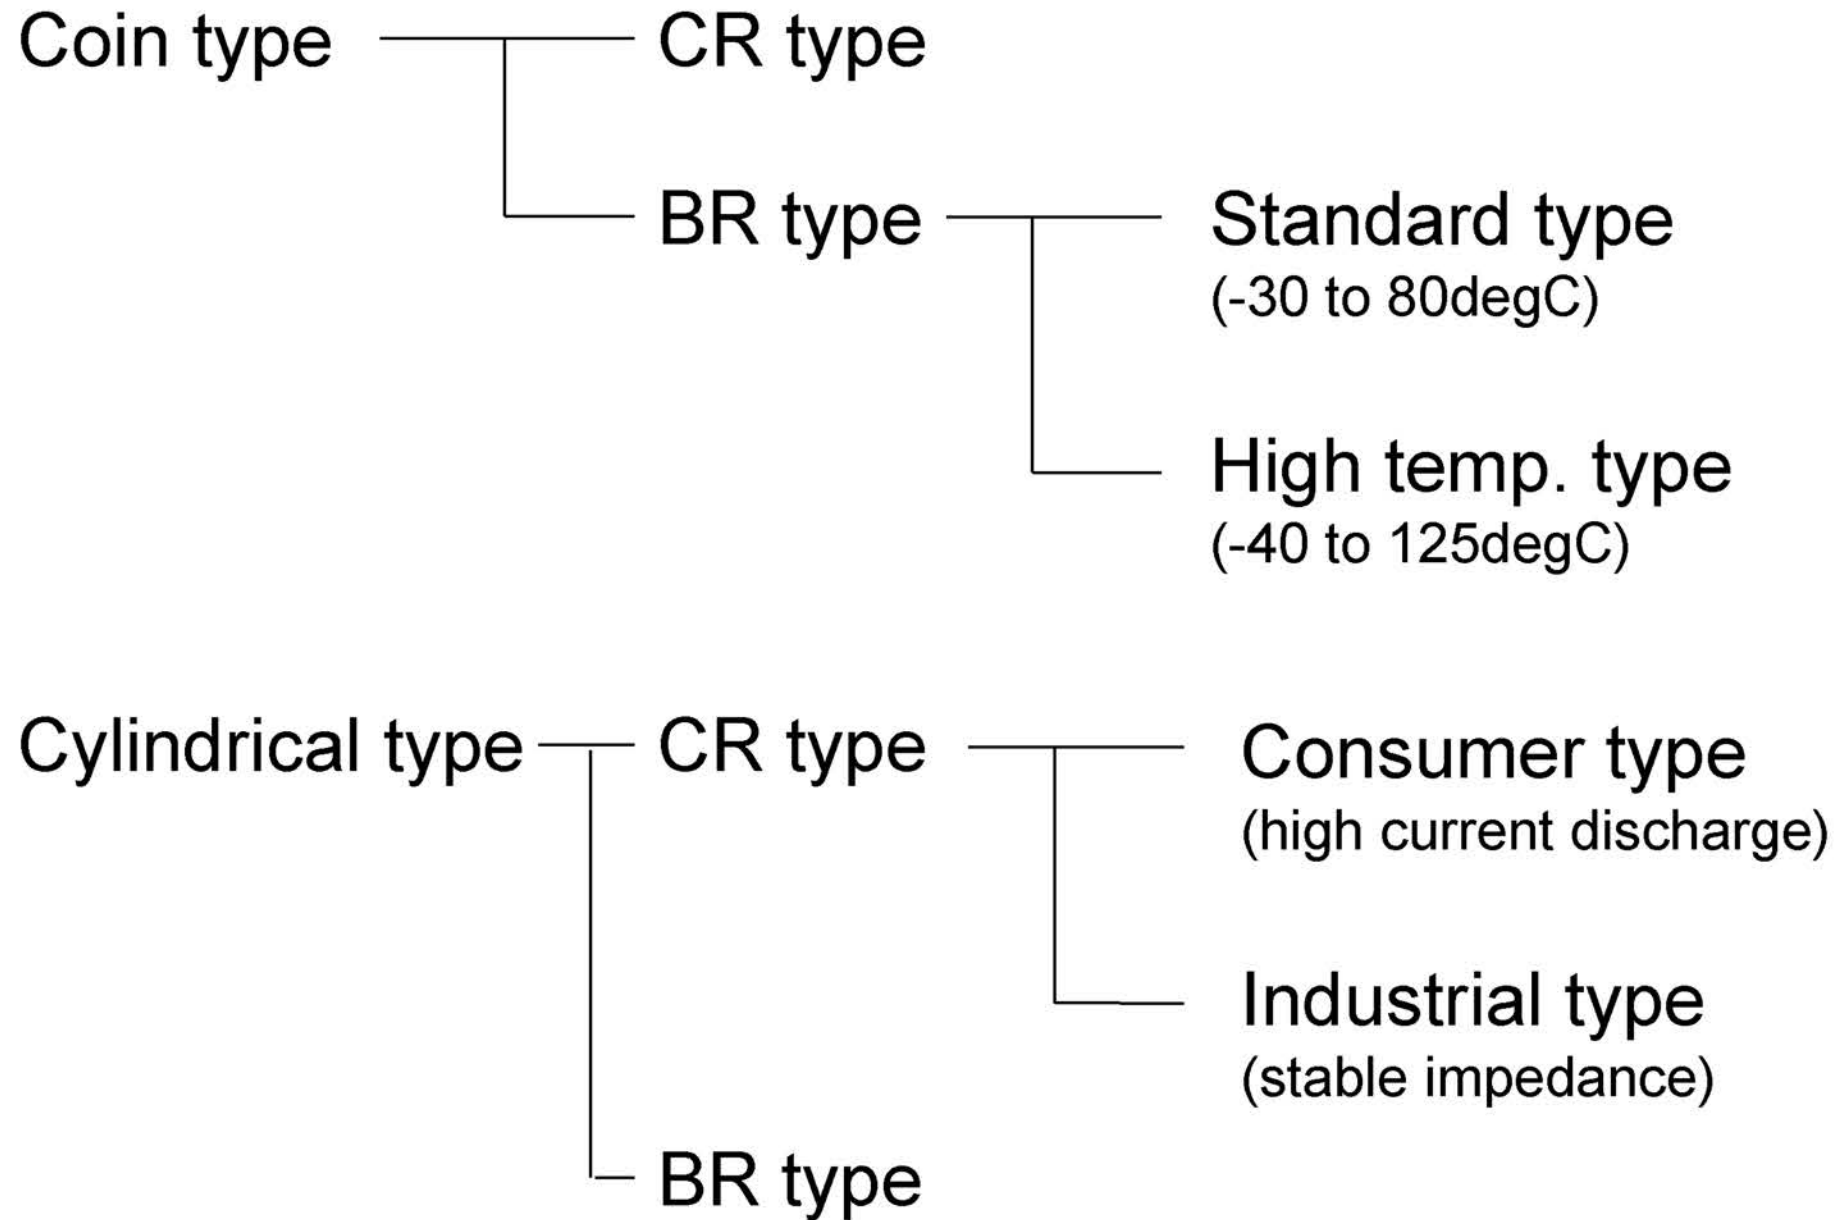 Coin type
CR type
BR type
Standard type
(-30 to 80degC)
High temp. type
(-40 to 125degC)
Cylindrical type
CR type
Consumer type
(high current discharge)
Industrial type
(stable impedance)
BR type